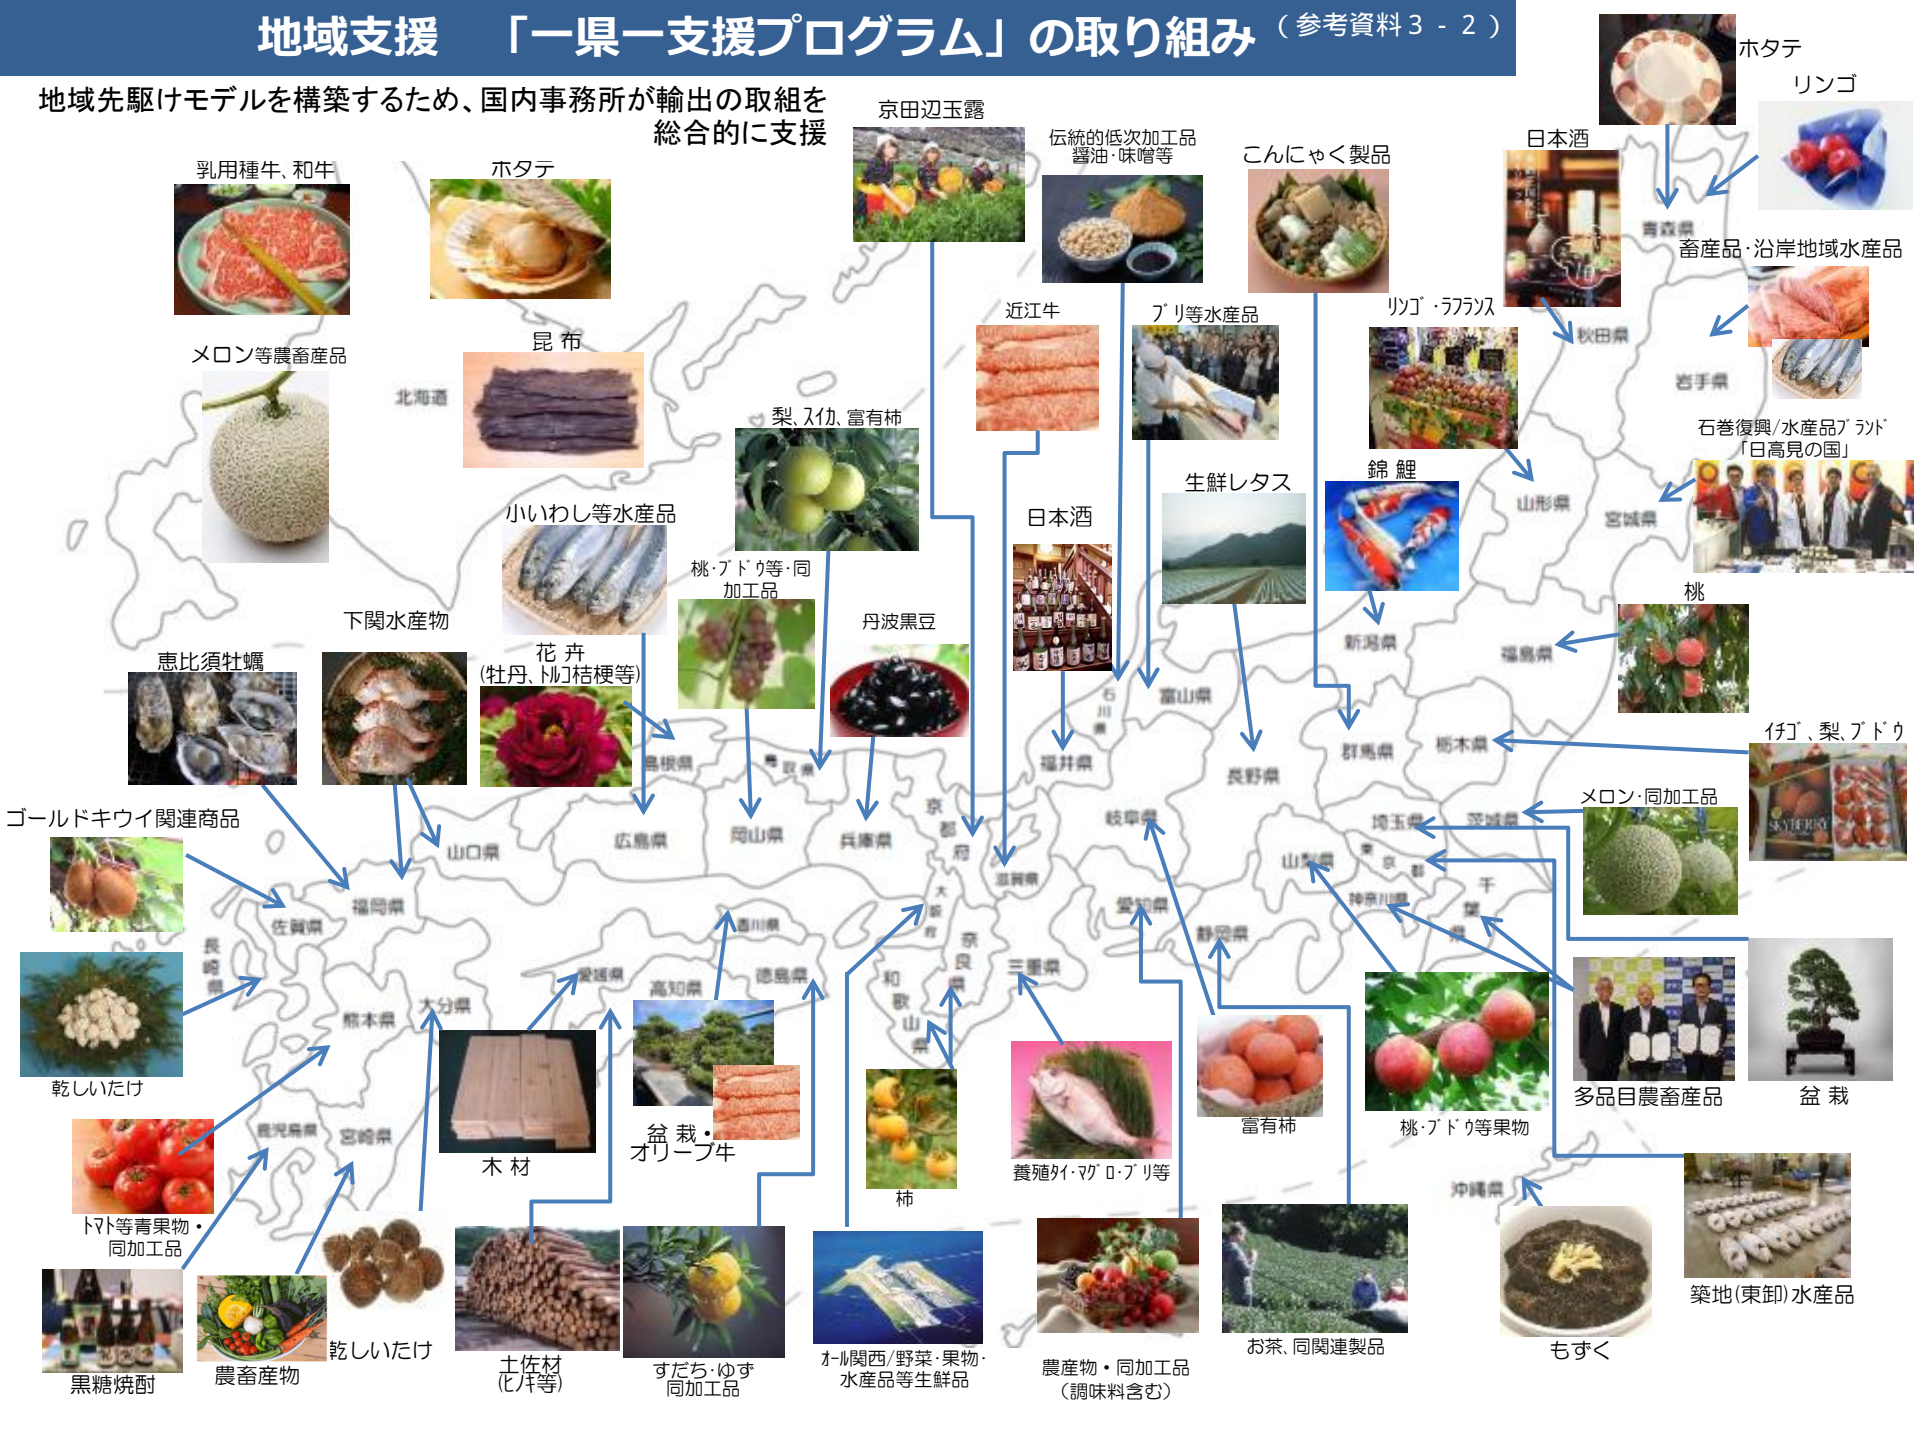 地域支援　「一県一支援プログラム」の取り組み（参考資料３‐２）
地域先駆けモデルを構築するため、国内事務所が輸出の取組を
総合的に支援
ホタテ
リンゴ
京田辺玉露
伝統的低次加工品
醤油・味噌等
こんにゃく製品
日本酒
乳用種牛、和牛
ホタテ
青森県
畜産品・沿岸地域水産品
近江牛
ﾌﾞﾘ等水産品
ﾘﾝｺﾞ・ﾗﾌﾗﾝｽ
秋田県
岩手県
メロン等農畜産品
昆 布
北海道
梨、ｽｲｶ、富有柿
石巻復興/水産品ﾌﾞﾗﾝﾄﾞ
「日高見の国」
生鮮レタス
錦 鯉
山形県
宮城県
小いわし等水産品
日本酒
桃・ﾌﾞﾄﾞｳ等・同
加工品
桃
下関水産物
丹波黒豆
新潟県
福島県
恵比須牡蠣
花 卉
(牡丹、ﾄﾙｺ桔梗等)
石川県
富山県
ｲﾁｺﾞ、梨、ﾌﾞﾄﾞｳ
島根県
鳥取県
福井県
長野県
群馬県
栃木県
メロン・同加工品
ゴールドキウイ関連商品
山口県
広島県
岡山県
兵庫県
京都府
岐阜県
埼玉県
茨城県
SKYBERRY
滋賀県
山梨県
東京都
佐賀県
福岡県
香川県
大阪府
愛知県
静岡県
神奈川県
千葉県
長崎県
愛媛県
高知県
徳島県
和歌山県
奈良県
三重県
熊本県
大分県
乾しいたけ
盆 栽・
オリーブ牛
富有柿
桃・ﾌﾞﾄﾞｳ等果物
多品目農畜産品
盆 栽
鹿児島県
宮崎県
木 材
養殖ﾀｲ・ﾏｸﾞﾛ・ﾌﾞﾘ等
柿
沖縄県
ﾄﾏﾄ等青果物・
同加工品
築地(東卸)水産品
黒糖焼酎
農畜産物
乾しいたけ
土佐材
(ﾋﾉｷ等)
すだち・ゆず
同加工品
ｵｰﾙ関西/野菜・果物・
水産品等生鮮品
農産物・同加工品
（調味料含む）
お茶、同関連製品
もずく